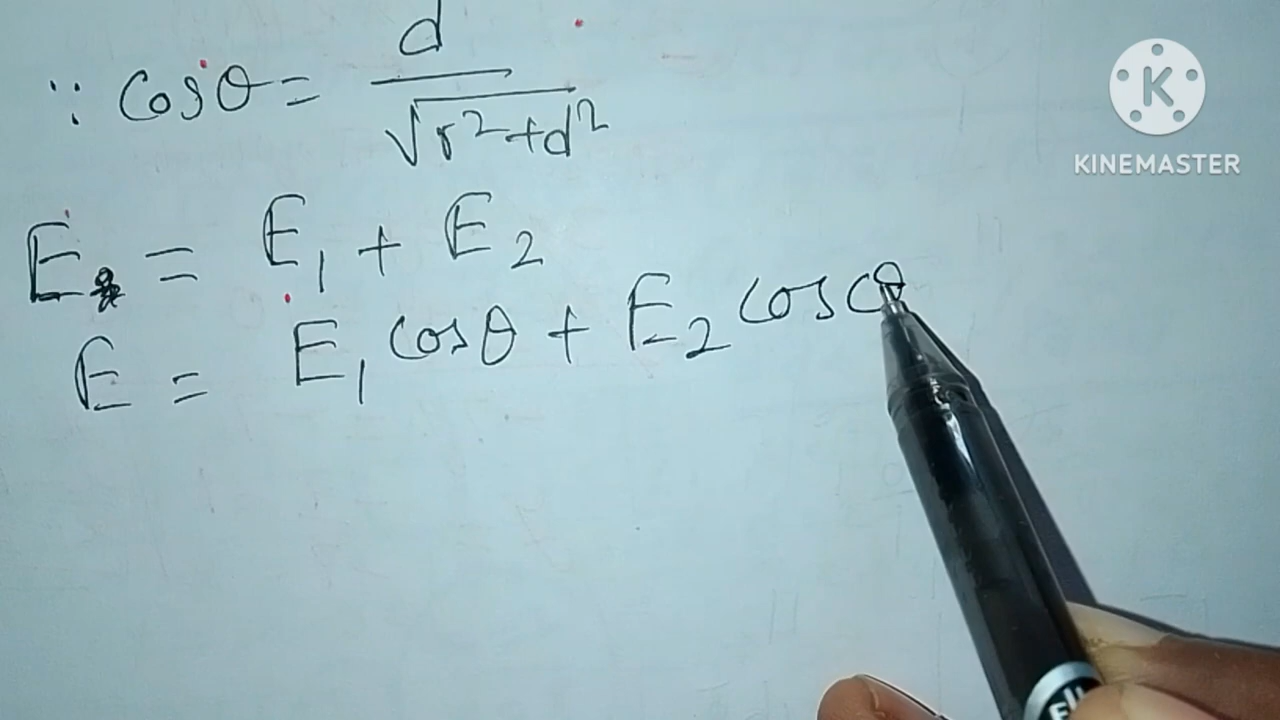 ∵ cosθ = d / √r²+d²
KINEMASTER
E = E₁ + E₂
E = E₁ cosθ + E₂ cosθ